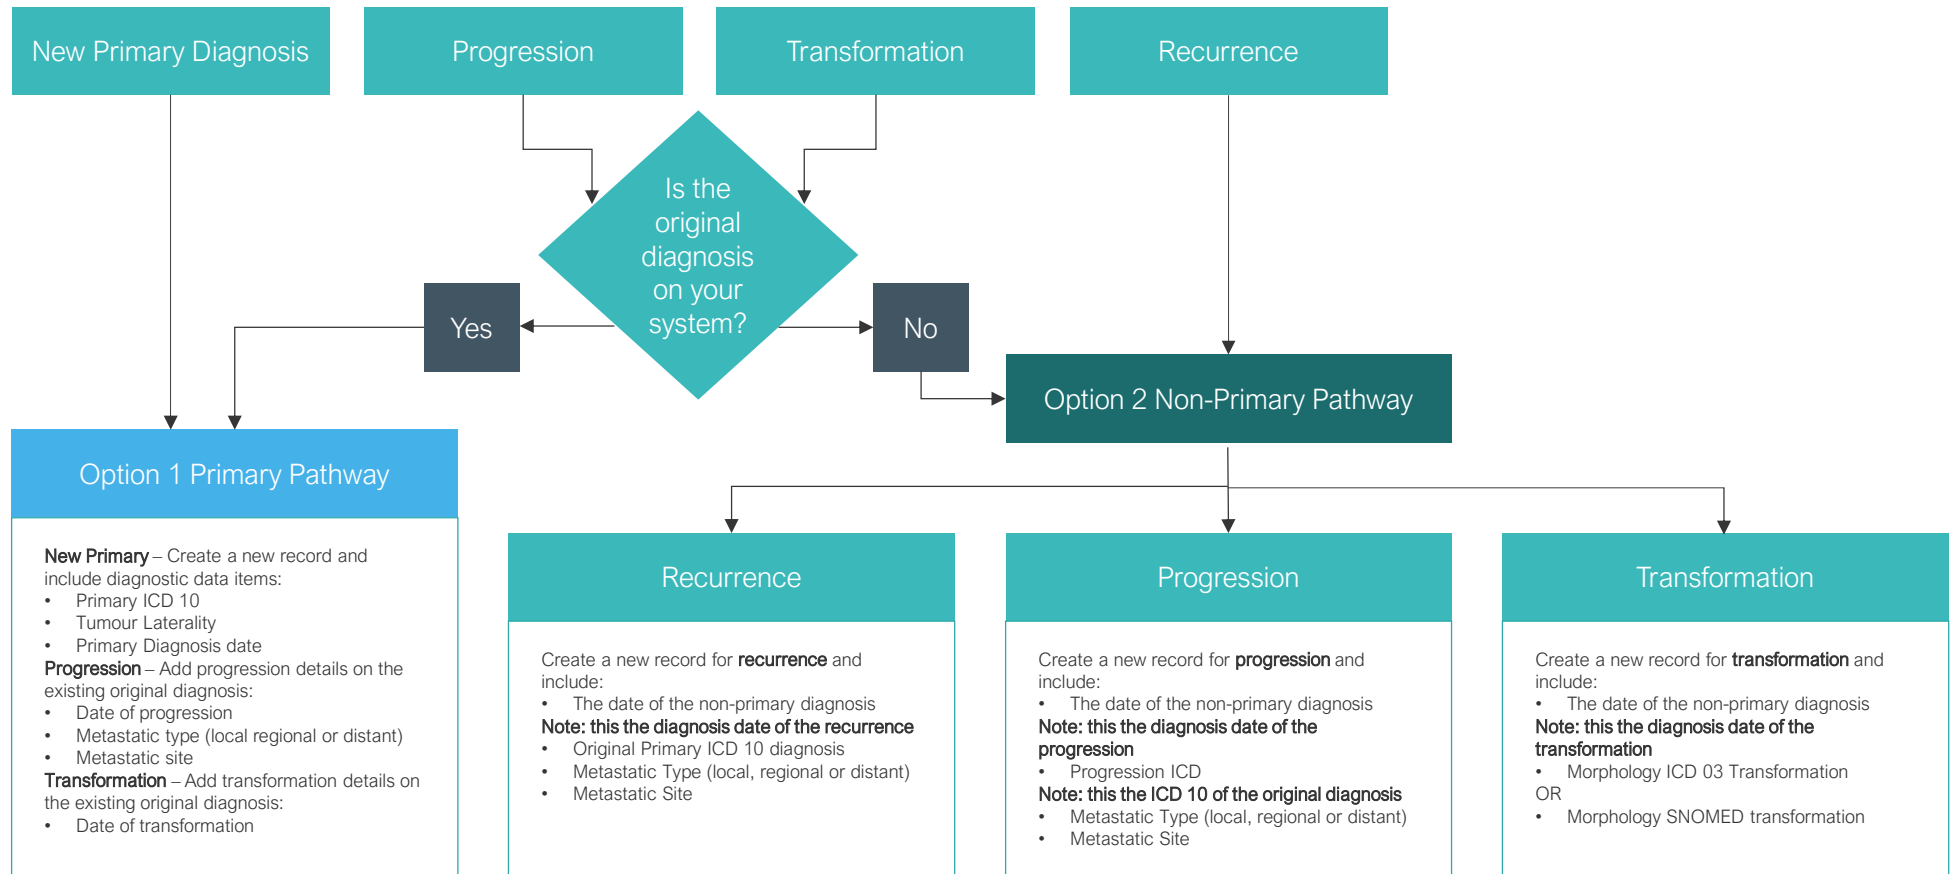 New Primary Diagnosis
Progression
Transformation
Recurrence
Is the
original
diagnosis
on your
system?
Yes
No
Option 2 Non-Primary Pathway
Option 1 Primary Pathway
New Primary – Create a new record and
include diagnostic data items:
• Primary ICD 10
• Tumour Laterality
• Primary Diagnosis date
Progression – Add progression details on the
existing original diagnosis:
• Date of progression
• Metastatic type (local regional or distant)
• Metastatic site
Transformation – Add transformation details on
the existing original diagnosis:
• Date of transformation
Recurrence
Create a new record for recurrence and
include:
• The date of the non-primary diagnosis
Note: this the diagnosis date of the recurrence
• Original Primary ICD 10 diagnosis
• Metastatic Type (local, regional or distant)
• Metastatic Site
Progression
Create a new record for progression and
include:
• The date of the non-primary diagnosis
Note: this the diagnosis date of the
progression
• Progression ICD
Note: this the ICD 10 of the original diagnosis
• Metastatic Type (local, regional or distant)
• Metastatic Site
Transformation
Create a new record for transformation and
include:
• The date of the non-primary diagnosis
Note: this the diagnosis date of the
transformation
• Morphology ICD 03 Transformation
OR
• Morphology SNOMED transformation